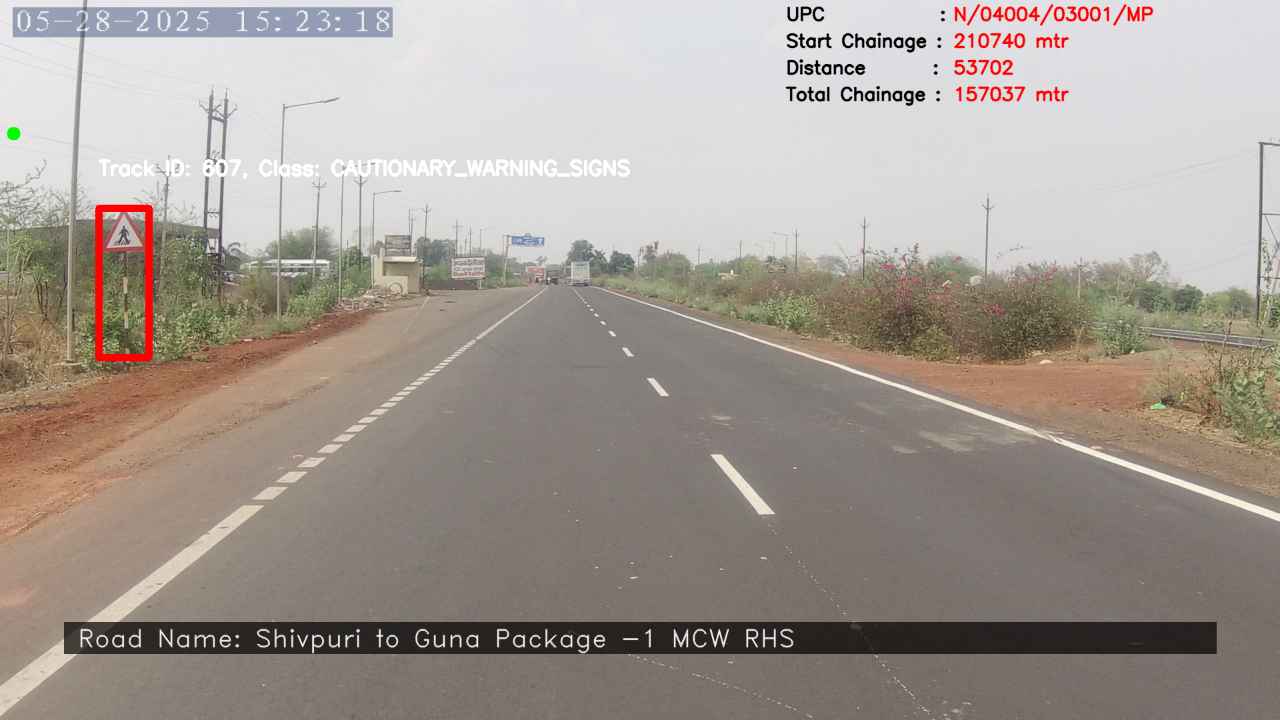 05-28-2025 15:23:18
UPC : N/04004/03001/MP
Start Chainage : 210740 mtr
Distance : 53702
Total Chainage : 157037 mtr
Track ID: 607, Class: CAUTIONARY_WARNING_SIGNS
Road Name: Shivpuri to Guna Package -1 MCW RHS